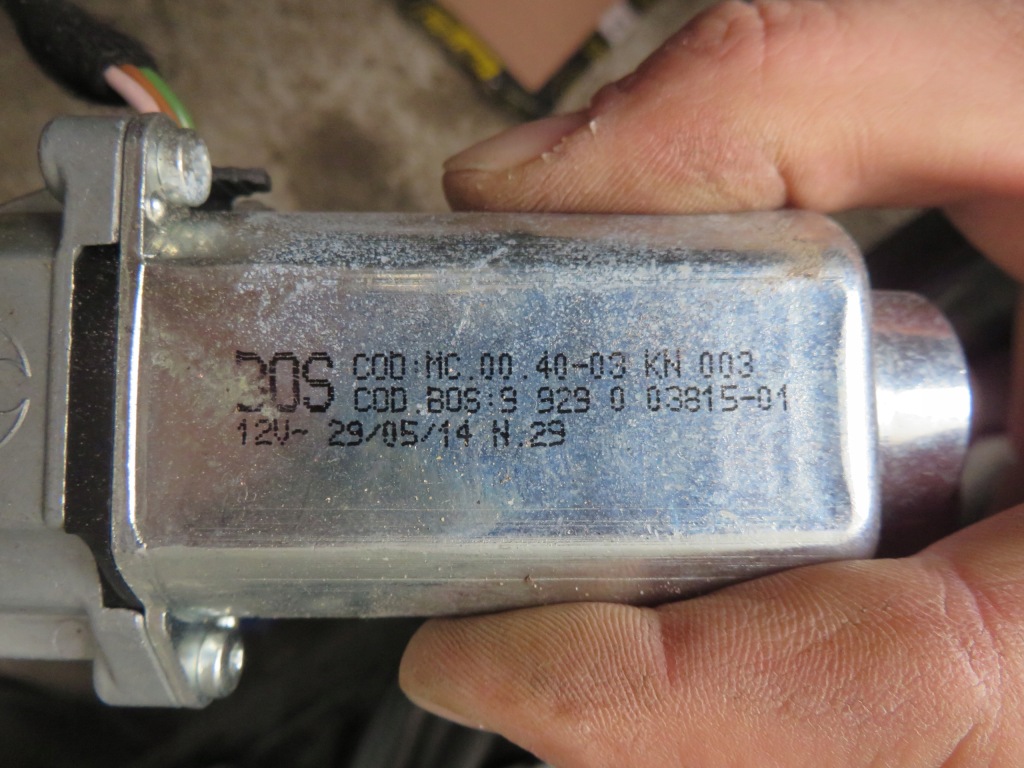 BOS COD:MC.00.40-03 KW 003
COD.BOS:9 929 0 03815-01
12V~ 29/05/14 N.29